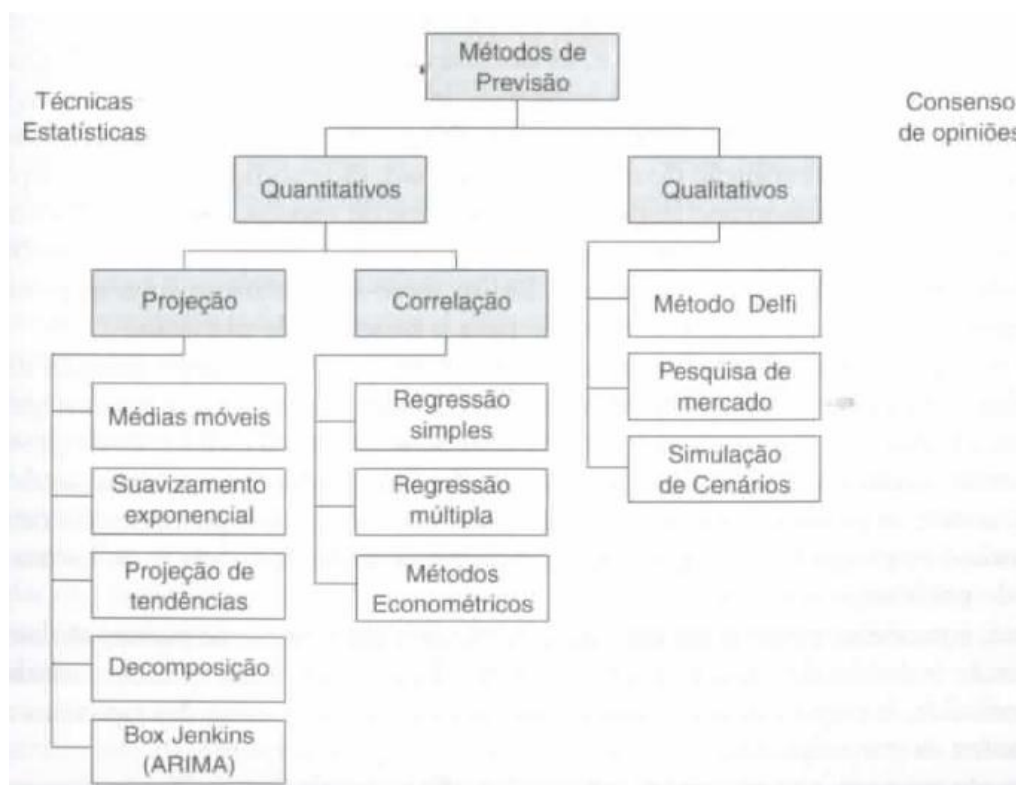 Métodos de
Previsão
Técnicas
Estatísticas
Consenso
de opiniões
Quantitativos
Qualitativos
Projeção
Correlação
Método Delfi
Pesquisa de
mercado
Simulação
de Cenários
Médias móveis
Suavizamento
exponencial
Projeção de
tendências
Decomposição
Box Jenkins
(ARIMA)
Regressão
simples
Regressão
múltipla
Métodos
Econométricos